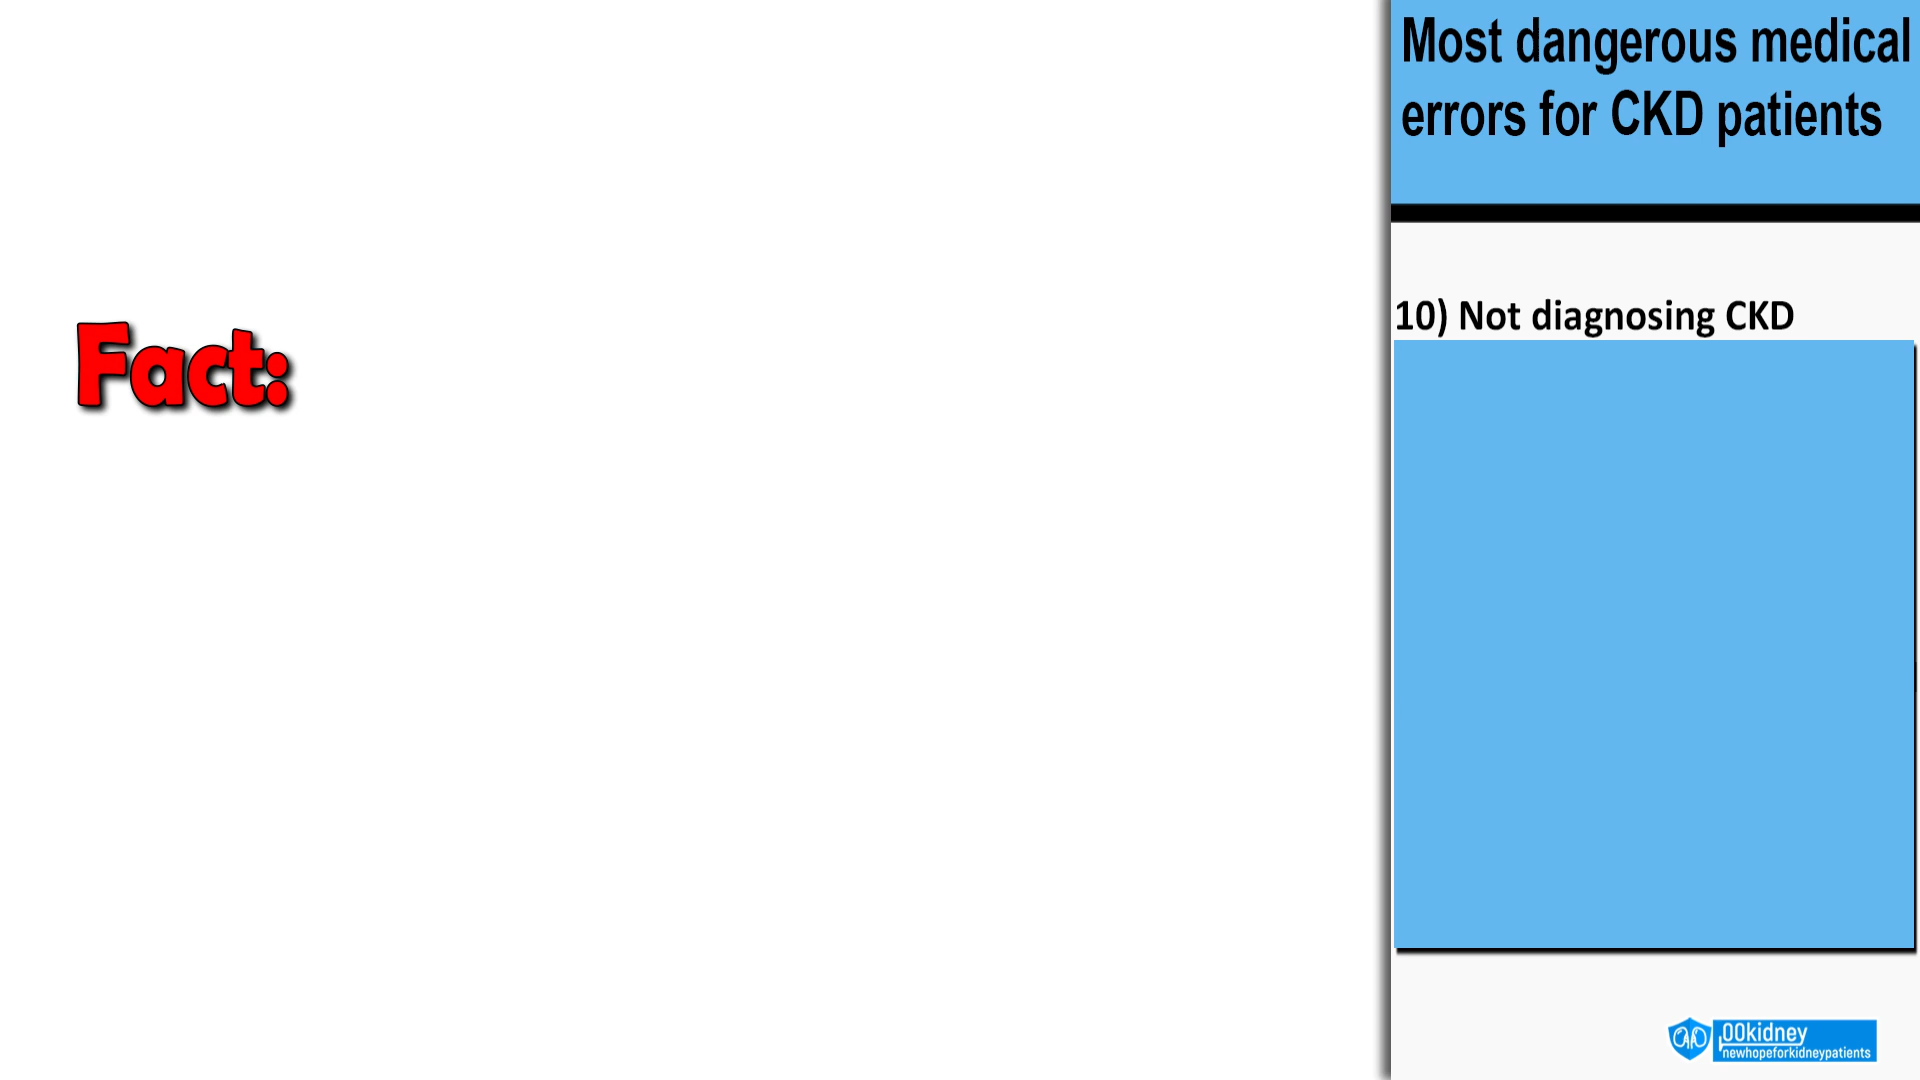 Most dangerous medical
errors for CKD patients
Fact:
10) Not diagnosing CKD
00kidney
newhopeforkidneypatients